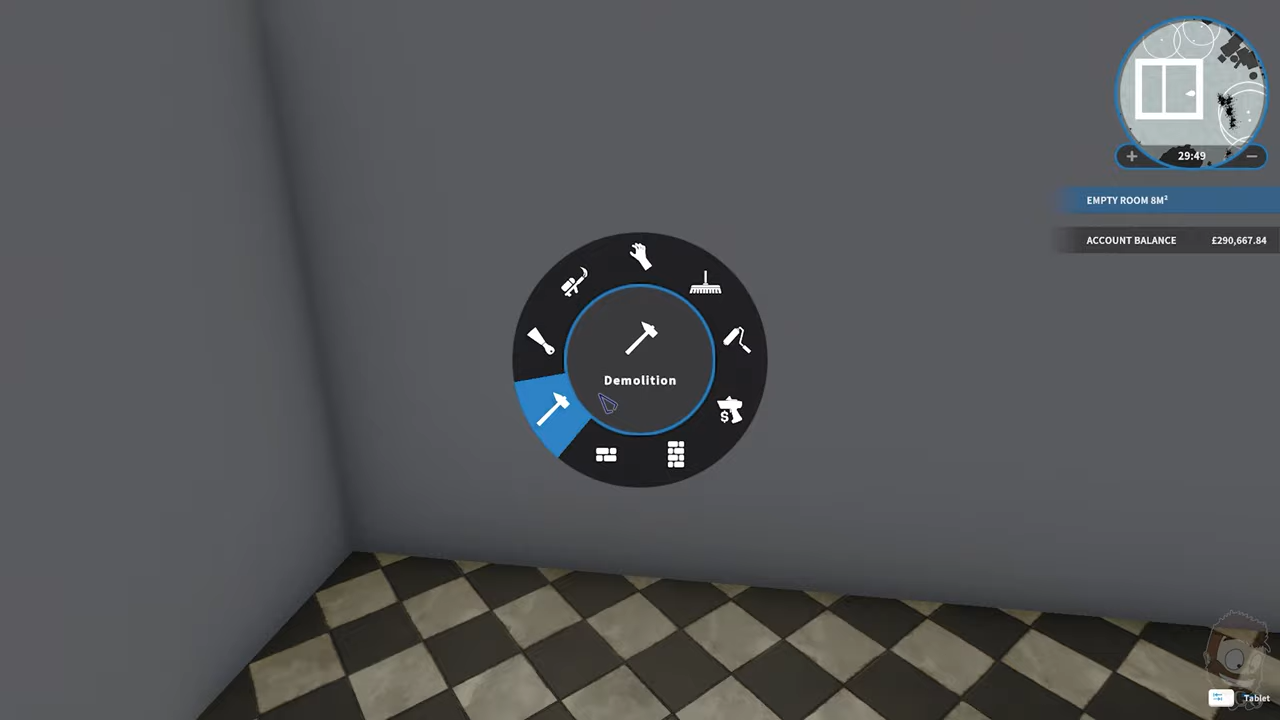 29:49
EMPTY ROOM 8M²
ACCOUNT BALANCE £290,667.84
$
Demolition
Tablet